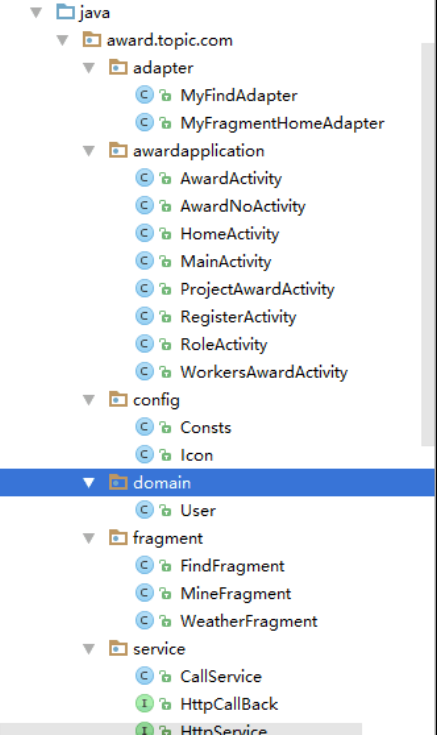 java
award.topic.com
adapter
C MyFindAdapter
C MyFragmentHomeAdapter
awardapplication
C AwardActivity
C AwardNoActivity
C HomeActivity
C MainActivity
C ProjectAwardActivity
C RegisterActivity
C RoleActivity
C WorkersAwardActivity
config
C Consts
C Icon
domain
C User
fragment
C FindFragment
C MineFragment
C WeatherFragment
service
C CallService
I HttpCallBack
I HttpService